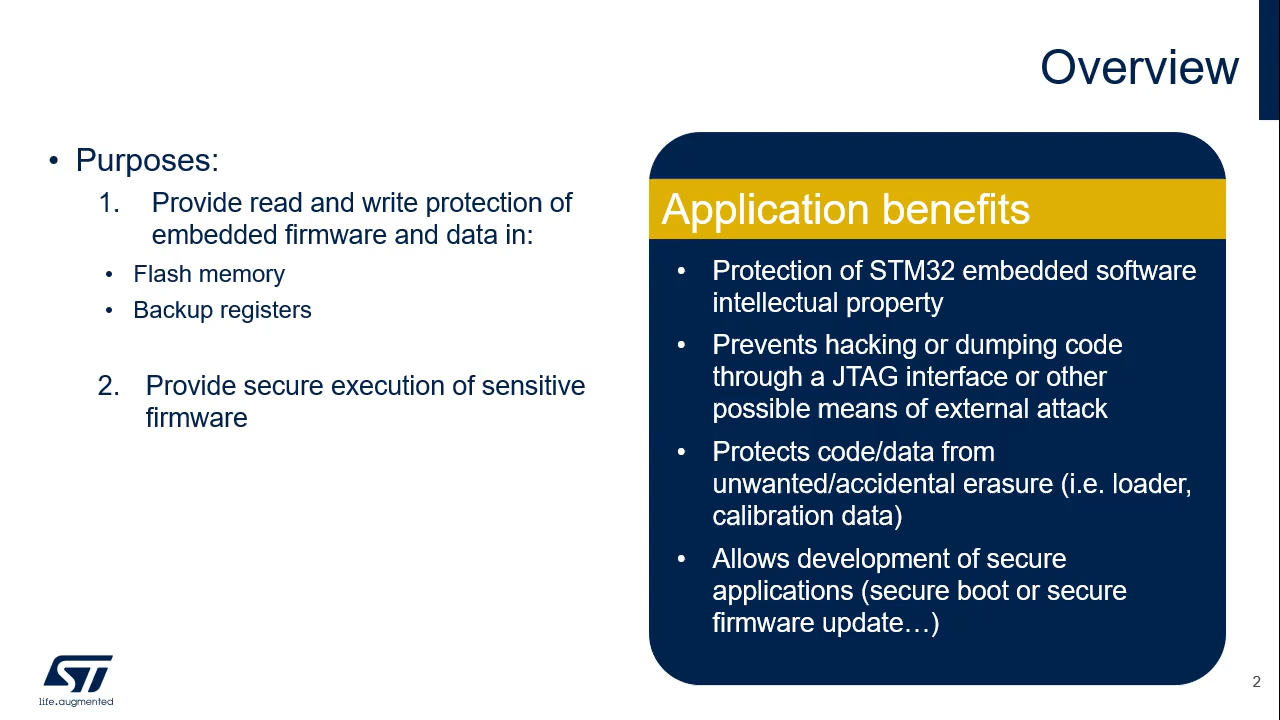 Overview
• Purposes:
1. Provide read and write protection of
embedded firmware and data in:
• Flash memory
• Backup registers
2. Provide secure execution of sensitive
firmware
Application benefits
• Protection of STM32 embedded software
intellectual property
• Prevents hacking or dumping code
through a JTAG interface or other
possible means of external attack
• Protects code/data from
unwanted/accidental erasure (i.e. loader,
calibration data)
• Allows development of secure
applications (secure boot or secure
firmware update…)
ST
life.augmented
2